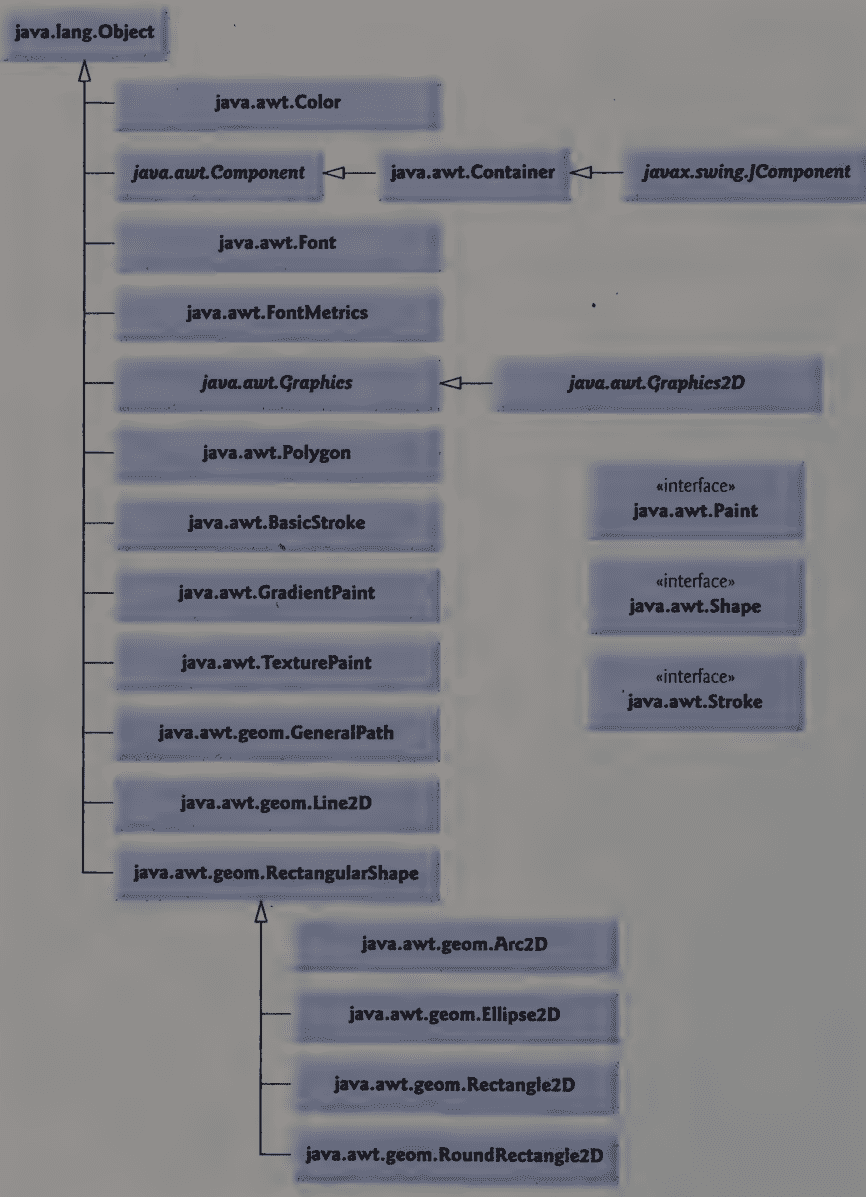 java.lang.Object
java.awt.Color
java.awt.Component
java.awt.Container
javax.swing.JComponent
java.awt.Font
java.awt.FontMetrics
java.awt.Graphics
java.awt.Graphics2D
java.awt.Polygon
«interface»
java.awt.Paint
java.awt.BasicStroke
«interface»
java.awt.Shape
java.awt.GradientPaint
java.awt.TexturePaint
«interface»
java.awt.Stroke
java.awt.geom.GeneralPath
java.awt.geom.Line2D
java.awt.geom.RectangularShape
java.awt.geom.Arc2D
java.awt.geom.Ellipse2D
java.awt.geom.Rectangle2D
java.awt.geom.RoundRectangle2D